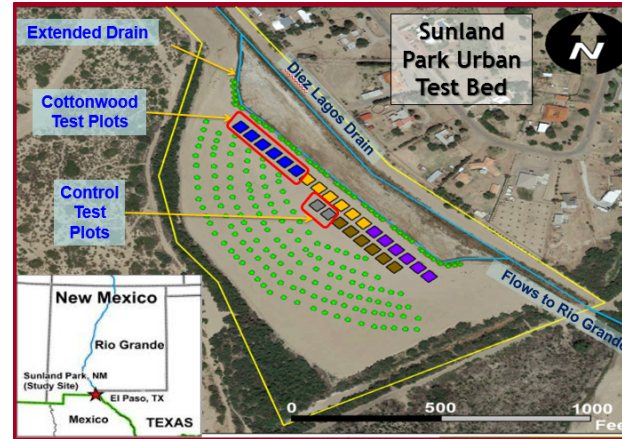 Extended Drain
Sunland
Park Urban
Test Bed
N
Diez Lagos Drain
Cottonwood
Test Plots
Control
Test
Plots
Flows to Rio Grande
New Mexico
Rio Grande
Sunland Park, NM
(Study Site)
El Paso, TX
Mexico
TEXAS
0
500
1000
Fee